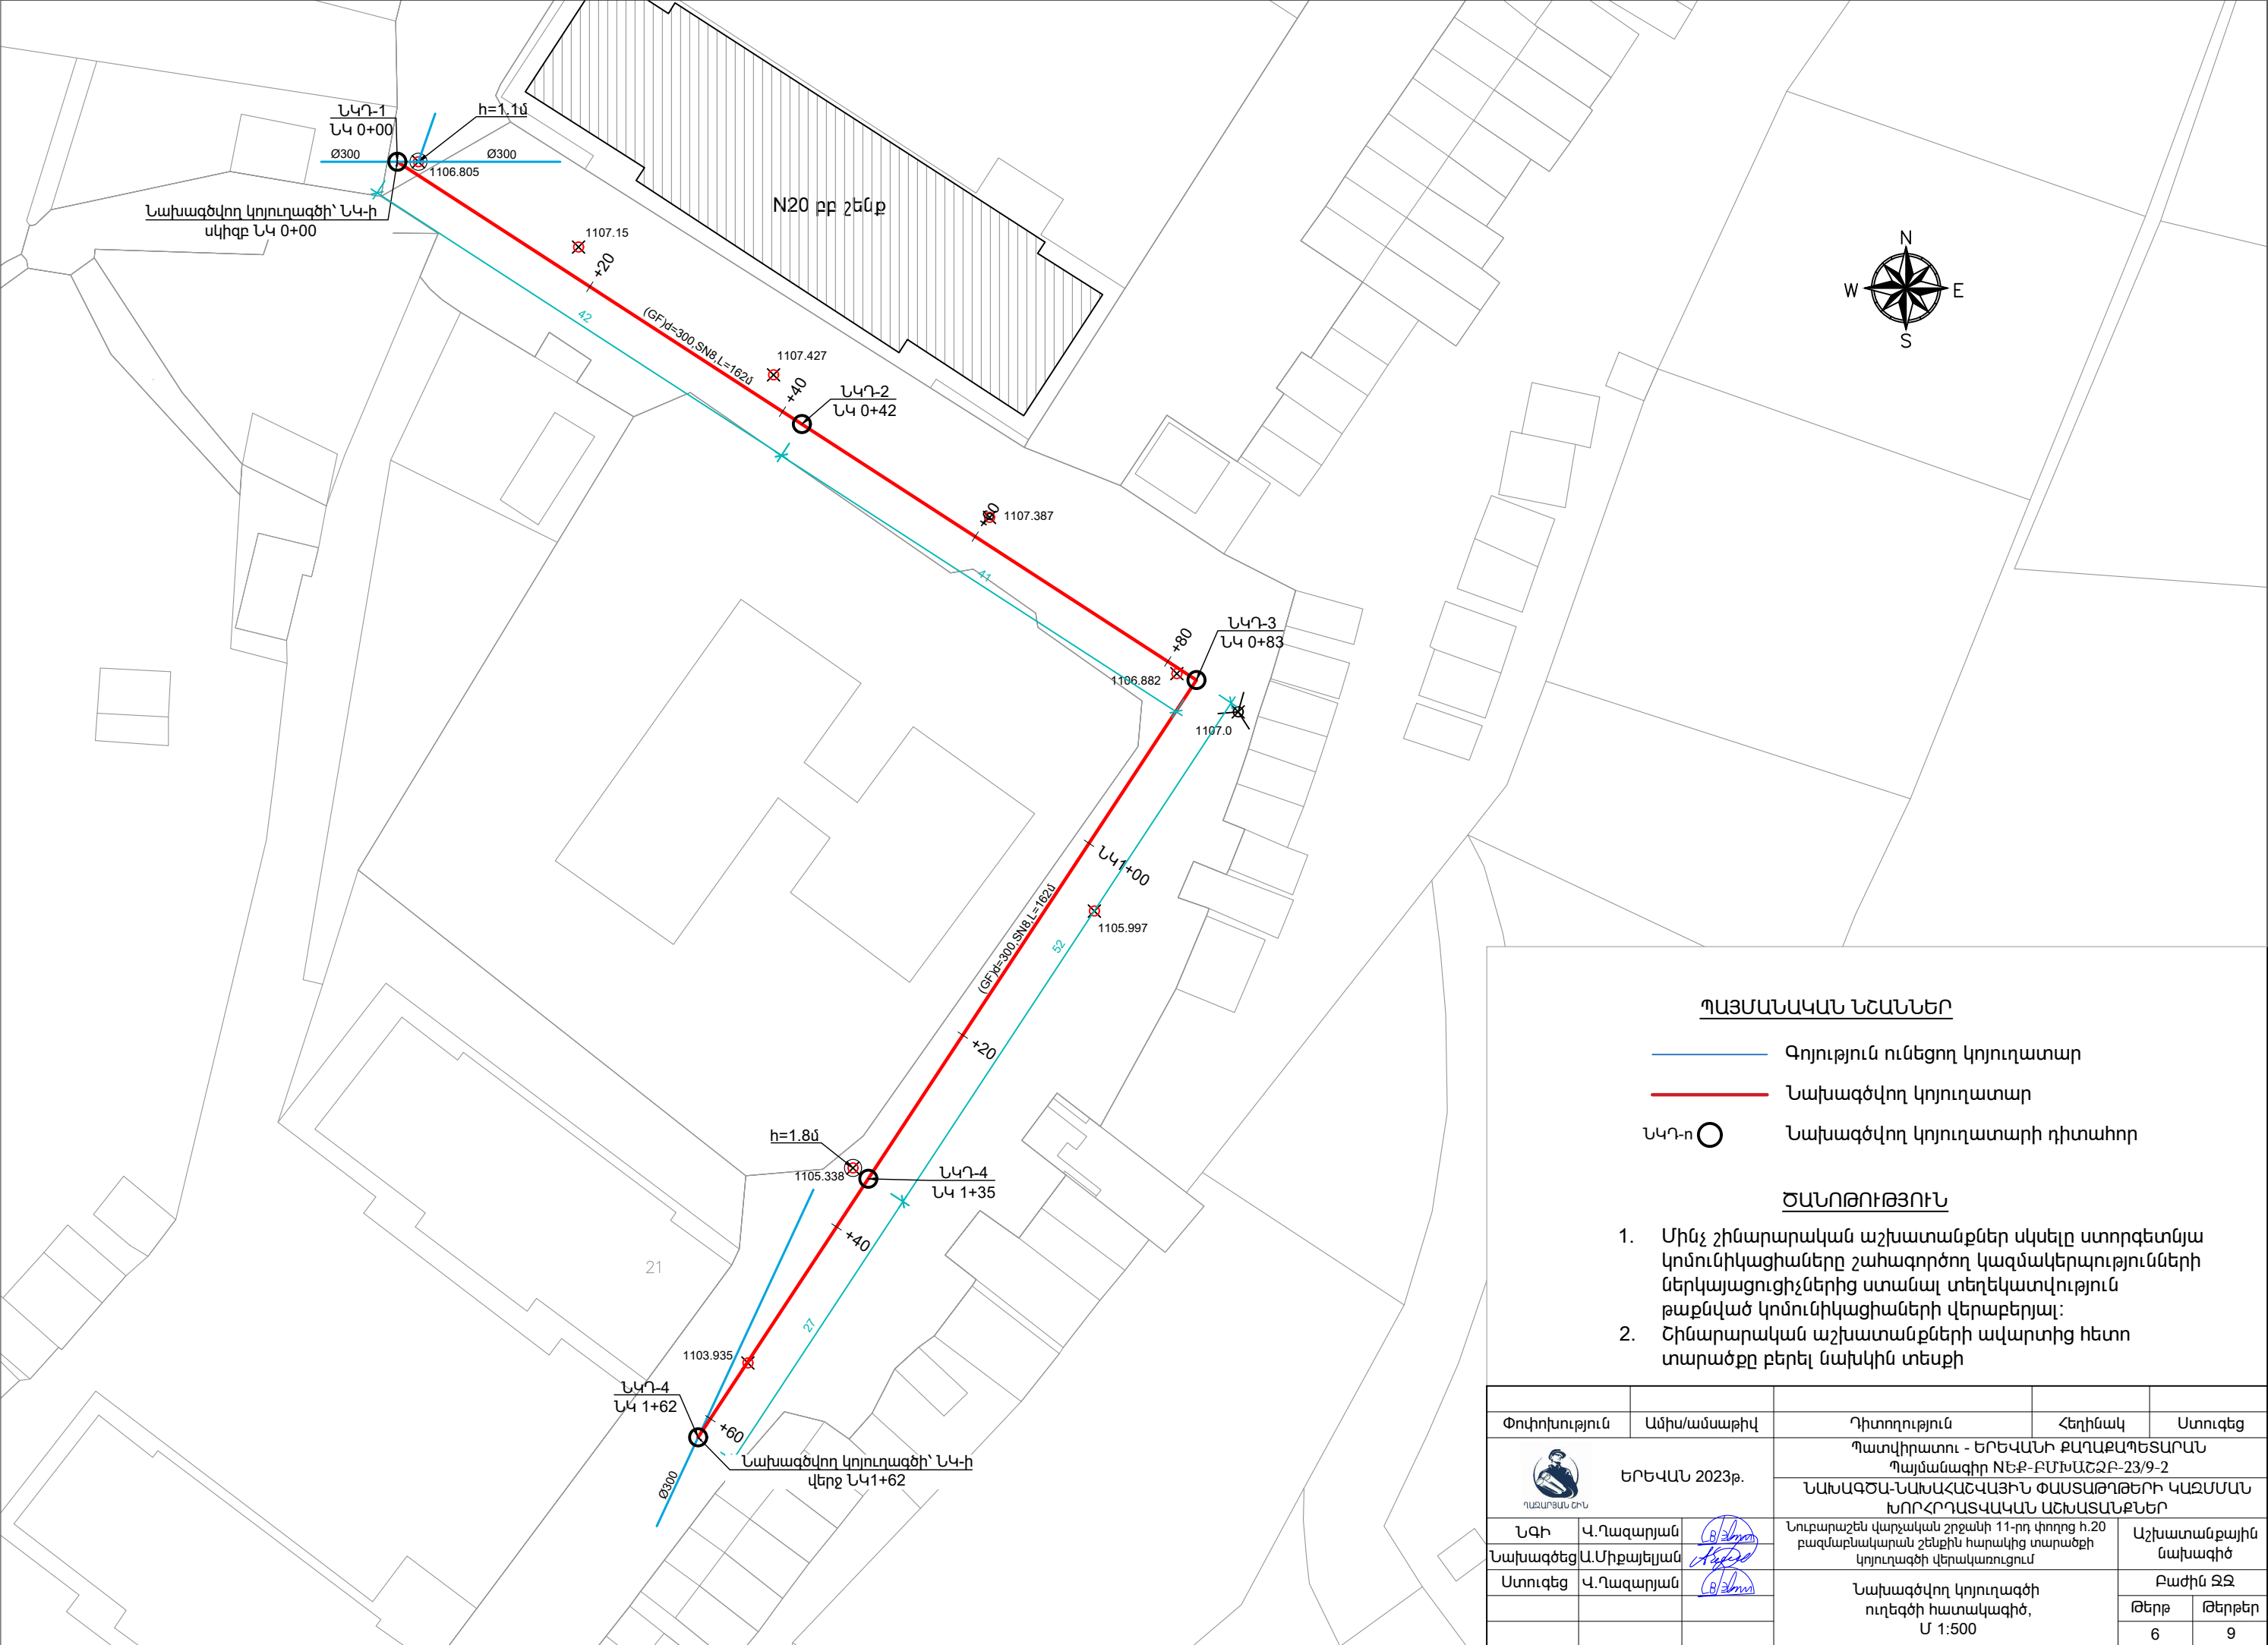 ՆԿԴ-1
ՆԿ 0+00
h=1.1մ
Ø300
Ø300
1106.805
Նախագծվող կոյուղագծի՝ ՆԿ-ի
սկիզբ ՆԿ 0+00
N20 բբ շենք
1107.15
+20
42
(GF)d=300,SN8,L=162մ
1107.427
+40
ՆԿԴ-2
ՆԿ 0+42
1107.387
41
+80
ՆԿԴ-3
ՆԿ 0+83
1106.882
1107.0
ՆԿ1+00
(GF)d=300,SN8,L=162մ
1105.997
52
+20
h=1.8մ
1105.338
ՆԿԴ-4
ՆԿ 1+35
+40
21
27
1103.935
ՆԿԴ-4
ՆԿ 1+62
+60
Նախագծվող կոյուղագծի՝ ՆԿ-ի
վերջ ՆԿ1+62
Ø300
N
W E
S
ՊԱՅՄԱՆԱԿԱՆ ՆՇԱՆՆԵՐ
Գոյություն ունեցող կոյուղատար
Նախագծվող կոյուղատար
ՆԿԴ-ո Նախագծվող կոյուղատարի դիտահոր
ԾԱՆՈԹՈՒԹՅՈՒՆ
1. Մինչ շինարարական աշխատանքներ սկսելը ստորգետնյա
կոմունիկացիաները շահագործող կազմակերպությունների
ներկայացուցիչներից ստանալ տեղեկատվություն
թաքնված կոմունիկացիաների վերաբերյալ:
2. Շինարարական աշխատանքների ավարտից հետո
տարածքը բերել նախկին տեսքի
Փոփոխություն Ամիս/ամսաթիվ Դիտողություն Հեղինակ Ստուգեց
ՂԱԶԱՐՅԱՆ ՇԻՆ
ԵՐԵՎԱՆ 2023թ.
Պատվիրատու - ԵՐԵՎԱՆԻ ՔԱՂԱՔԱՊԵՏԱՐԱՆ
Պայմանագիր NԵՔ-ԲՄԽԱՇՁԲ-23/9-2
ՆԱԽԱԳԾԱ-ՆԱԽԱՀԱՇՎԱՅԻՆ ՓԱՍՏԱԹՂԹԵՐԻ ԿԱԶՄՄԱՆ
ԽՈՐՀՐԴԱՏՎԱԿԱՆ ԱՇԽԱՏԱՆՔՆԵՐ
ՆԳԻ Վ.Ղազարյան
Նախագծեց Ա.Միքայելյան
Ստուգեց Վ.Ղազարյան
Նուբարաշեն վարչական շրջանի 11-րդ փողոց հ.20
բազմաբնակարան շենքին հարակից տարածքի
կոյուղագծի վերակառուցում
Աշխատանքային
նախագիծ
Նախագծվող կոյուղագծի
ուղեգծի հատակագիծ,
Մ 1:500
Բաժին ՋՋ
Թերթ Թերթեր
6 9